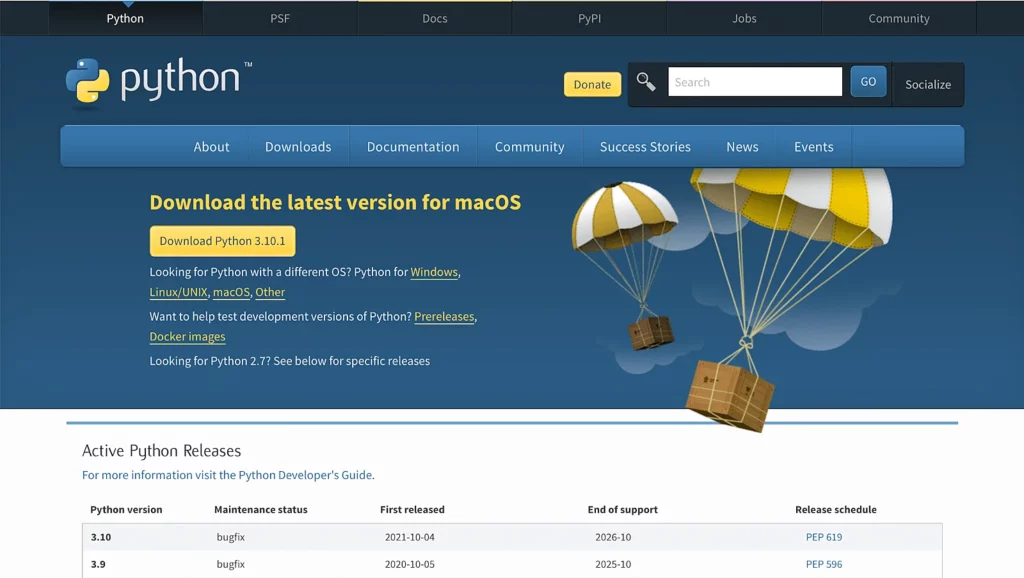 Python PSF Docs PyPI Jobs Community
python™
Donate Search GO Socialize
About Downloads Documentation Community Success Stories News Events
Download the latest version for macOS
Download Python 3.10.1
Looking for Python with a different OS? Python for Windows,
Linux/UNIX, macOS, Other
Want to help test development versions of Python? Prereleases,
Docker images
Looking for Python 2.7? See below for specific releases
Active Python Releases
For more information visit the Python Developer's Guide.
Python version Maintenance status First released End of support Release schedule
3.10 bugfix 2021-10-04 2026-10 PEP 619
3.9 bugfix 2020-10-05 2025-10 PEP 596